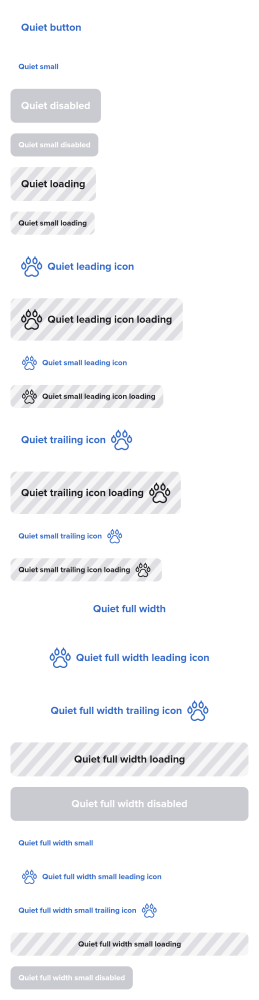 Quiet button
Quiet small
Quiet disabled
Quiet small disabled
Quiet loading
Quiet small loading
Quiet leading icon
Quiet leading icon loading
Quiet small leading icon
Quiet small leading icon loading
Quiet trailing icon
Quiet trailing icon loading
Quiet small trailing icon
Quiet small trailing icon loading
Quiet full width
Quiet full width leading icon
Quiet full width trailing icon
Quiet full width loading
Quiet full width disabled
Quiet full width small
Quiet full width small leading icon
Quiet full width small trailing icon
Quiet full width small loading
Quiet full width small disabled